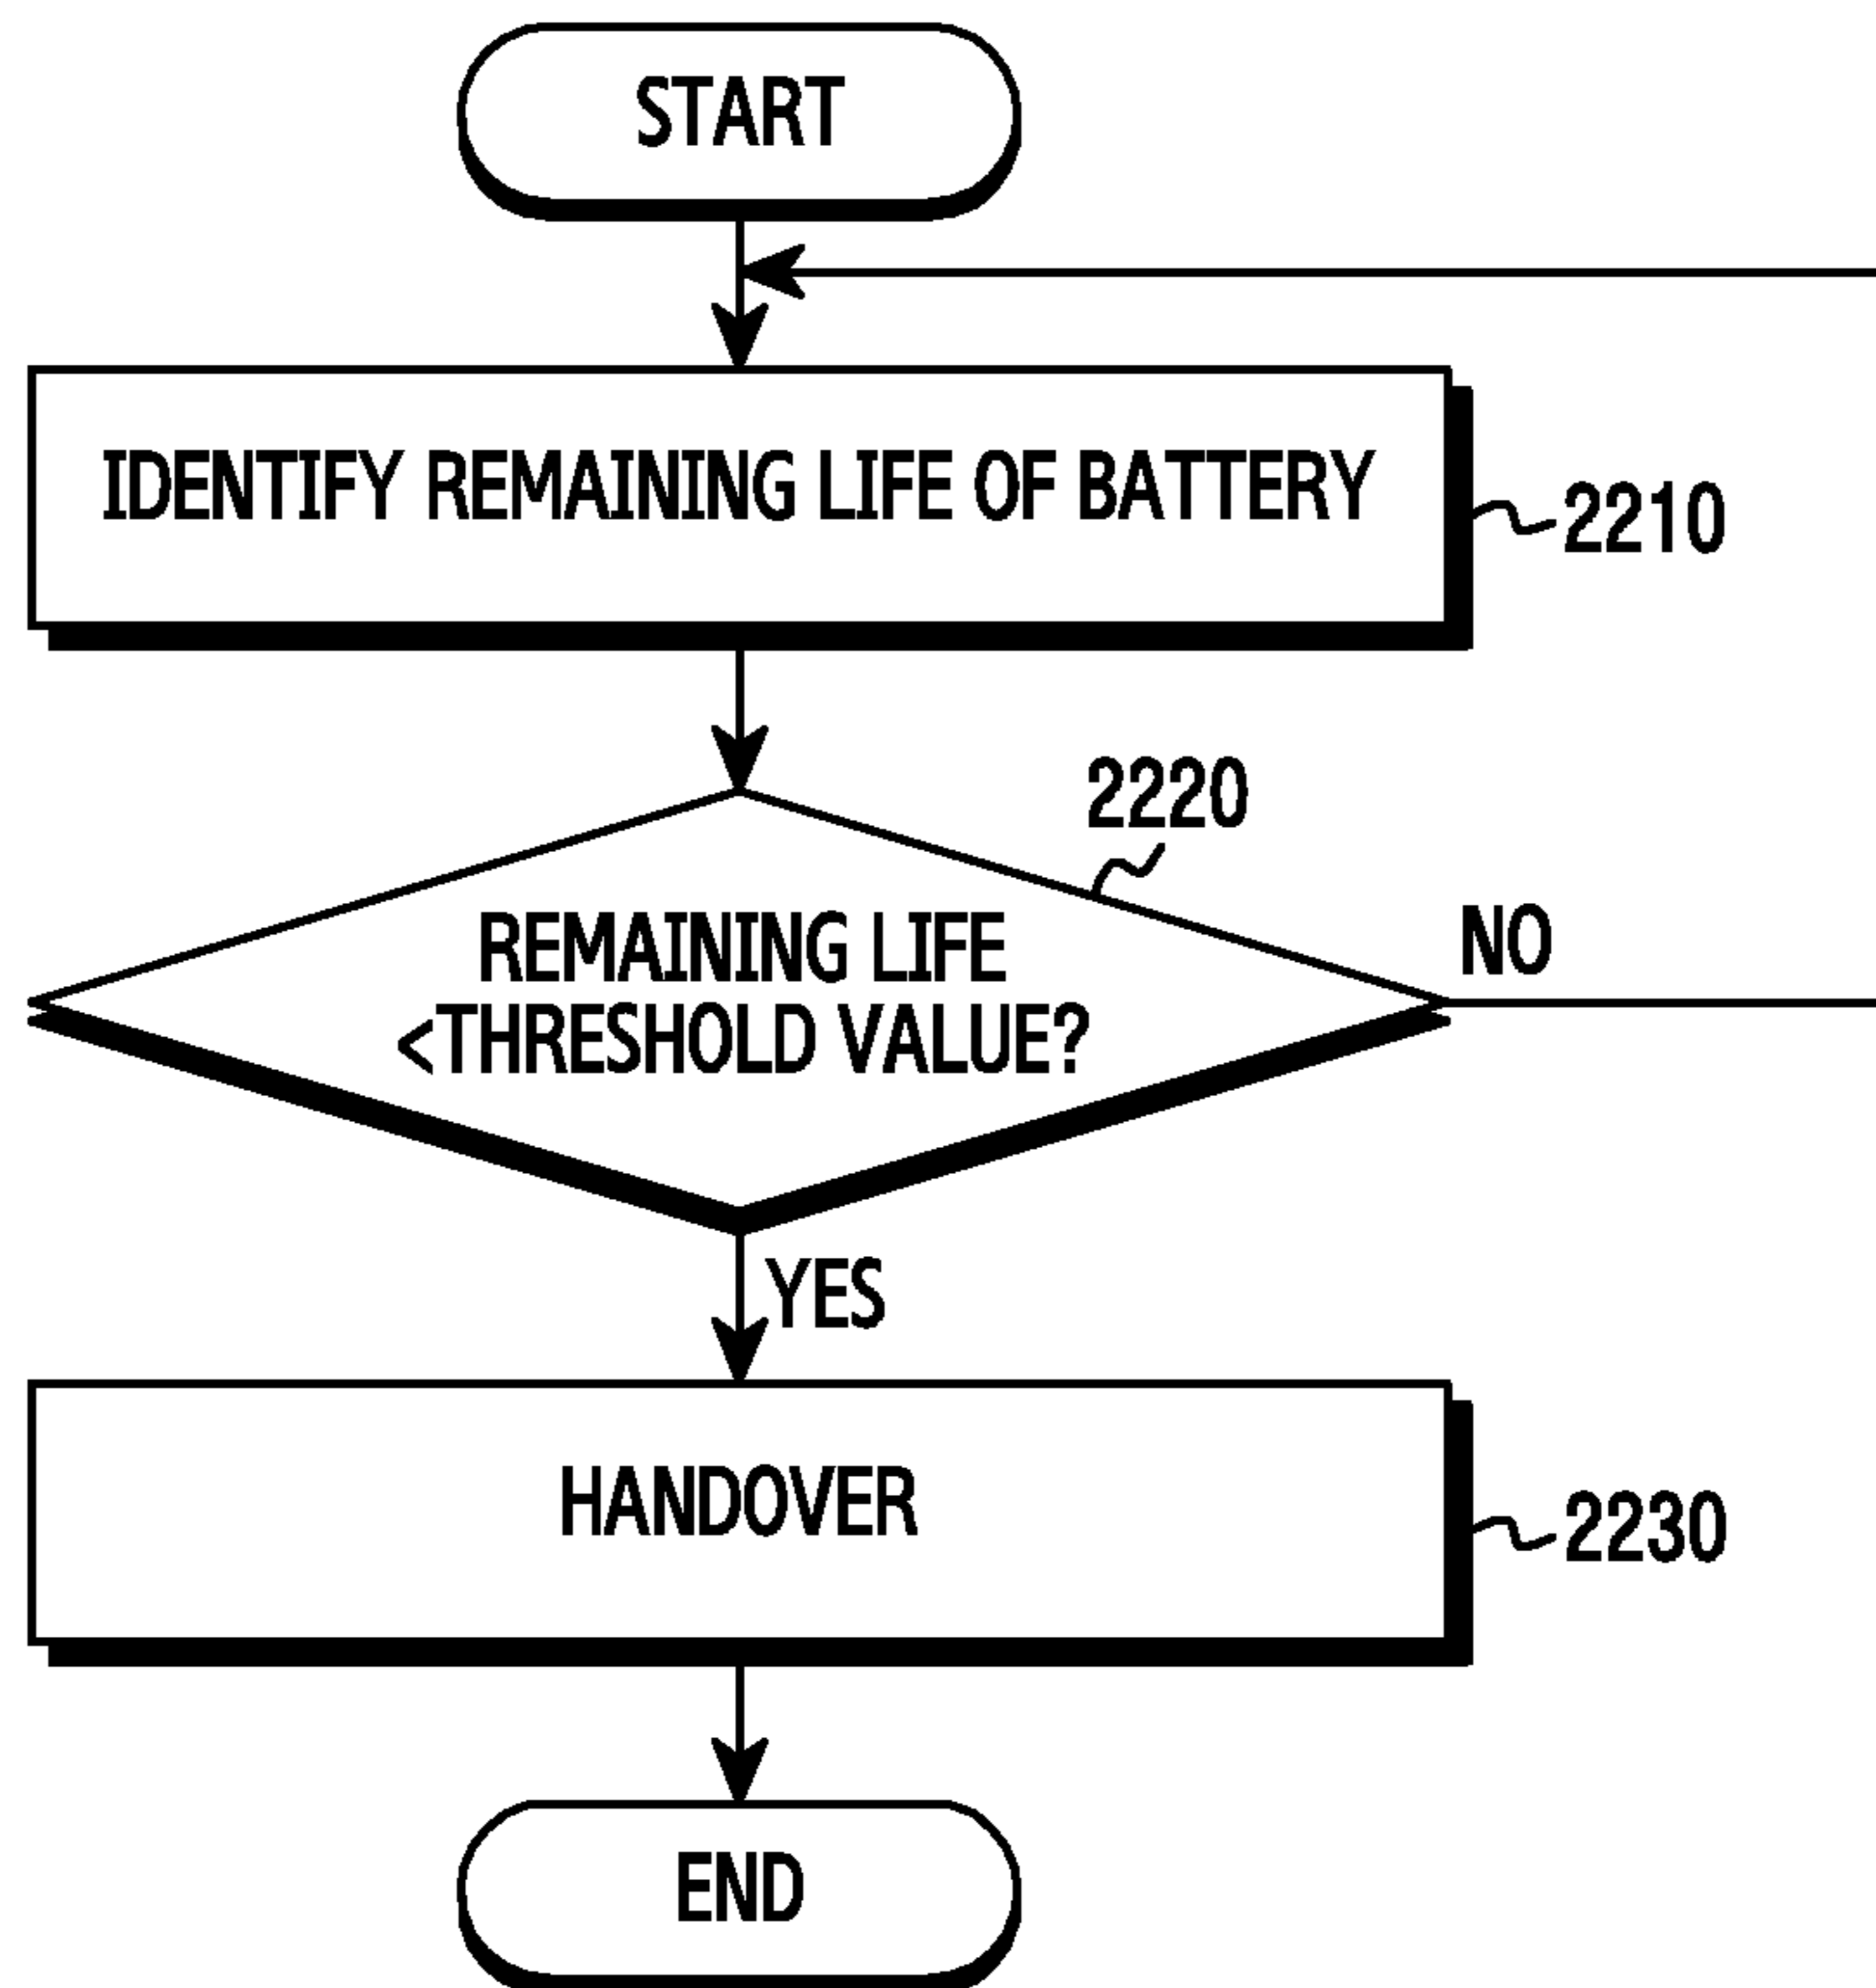 START
IDENTIFY REMAINING LIFE OF BATTERY
2210
2220
REMAINING LIFE
<THRESHOLD VALUE?
NO
YES
HANDOVER
2230
END